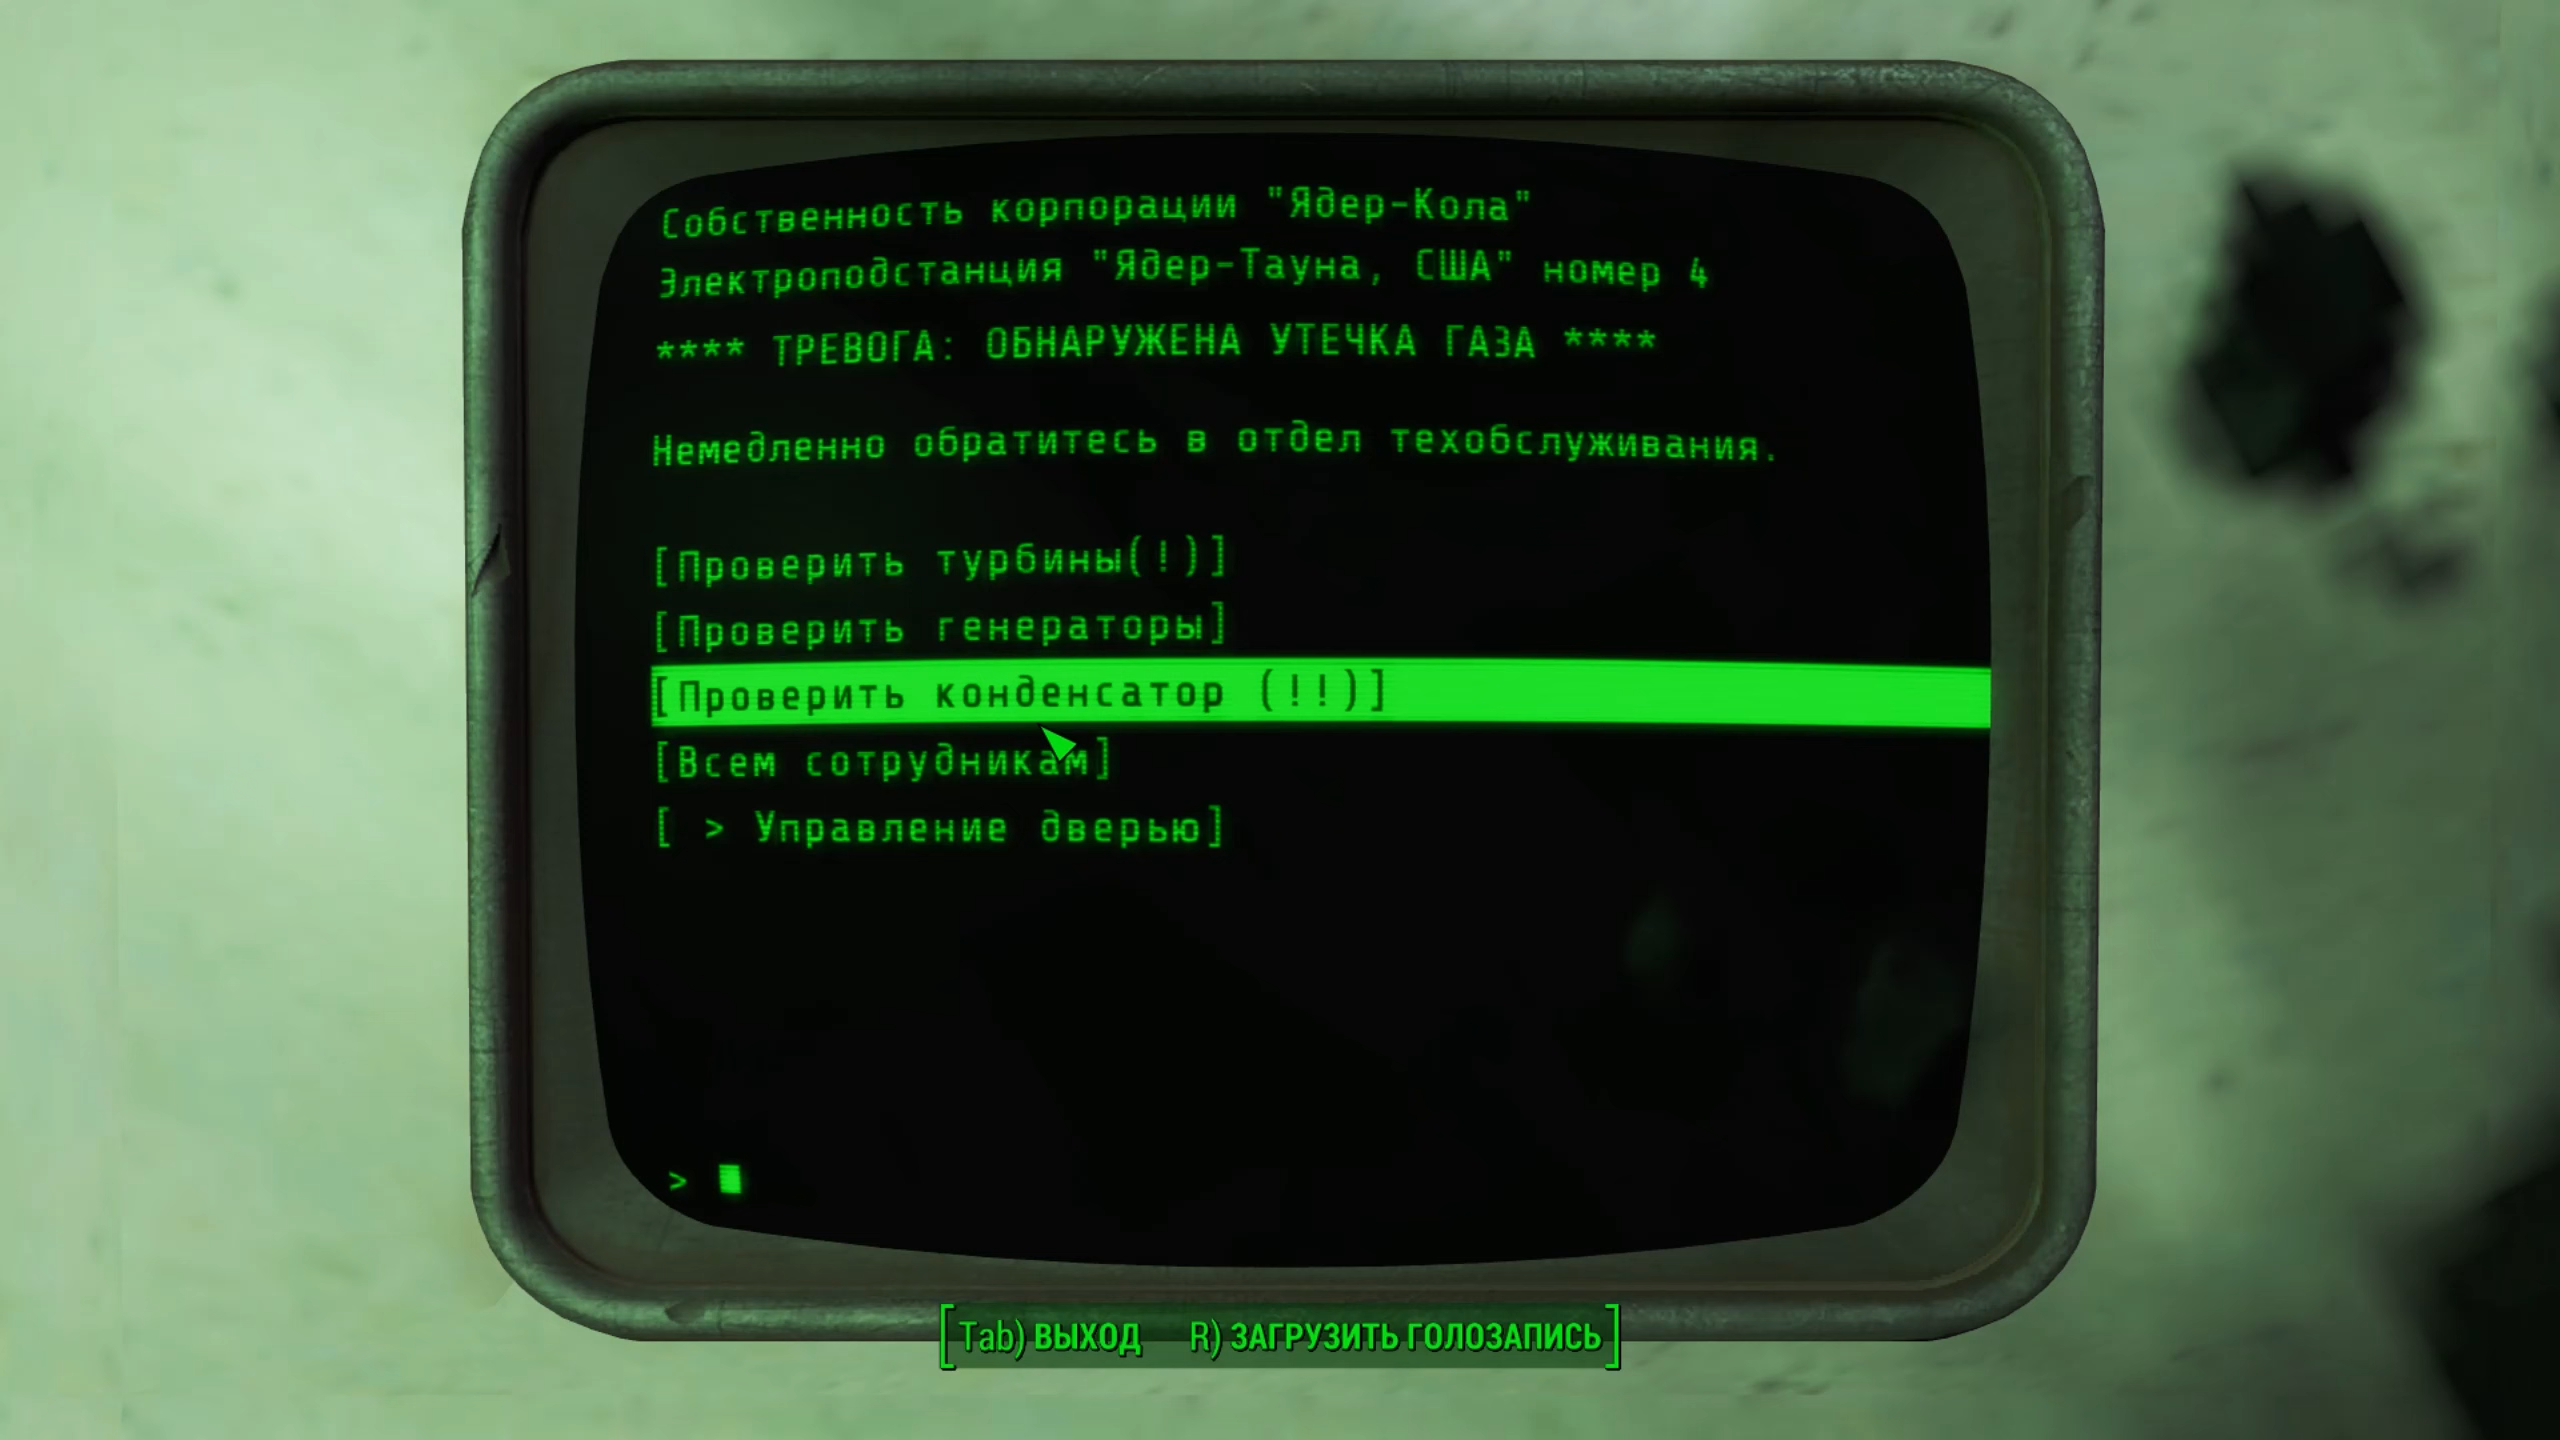 Собственность корпорации "Ядер-Кола"
Электроподстанция "Ядер-Тауна, США" номер 4
**** ТРЕВОГА: ОБНАРУЖЕНА УТЕЧКА ГАЗА ****
Немедленно обратитесь в отдел техобслуживания.
[Проверить турбины(!)]
[Проверить генераторы]
[Проверить конденсатор (!!)]
[Всем сотрудникам]
[ > Управление дверью]
>
Tab) ВЫХОД R) ЗАГРУЗИТЬ ГОЛОЗАПИСЬ